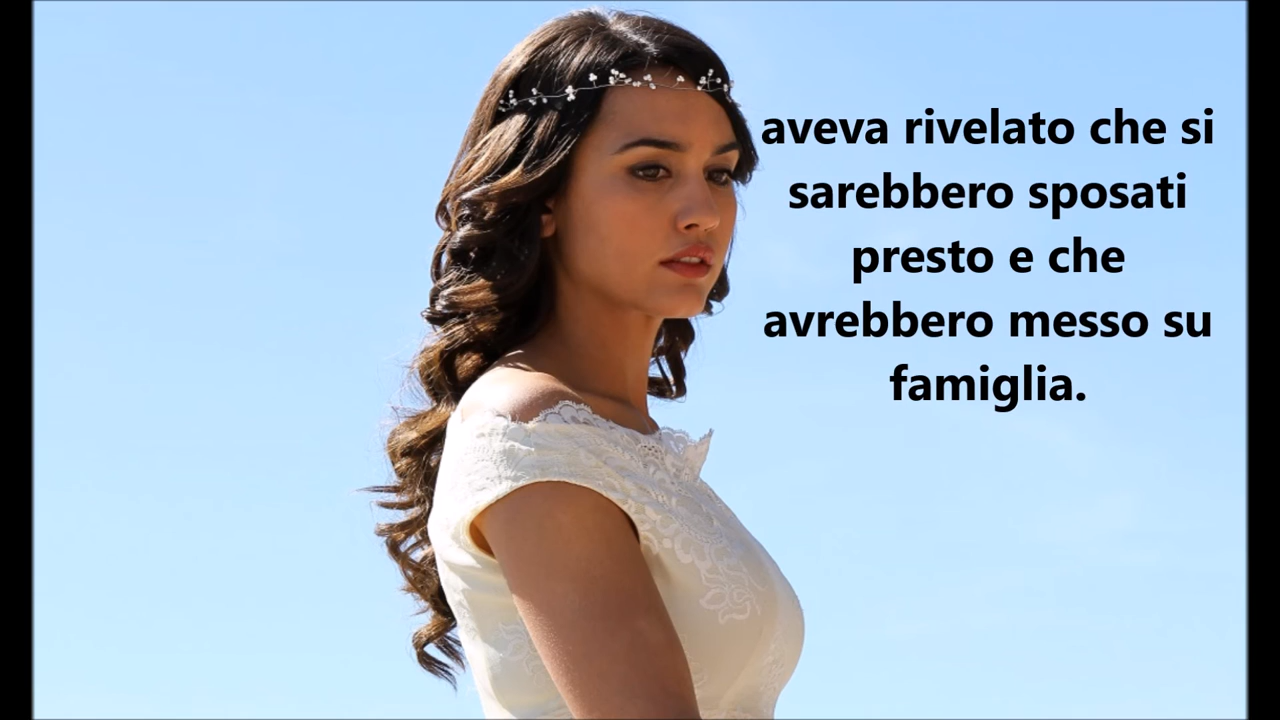 aveva rivelato che si
sarebbero sposati
presto e che
avrebbero messo su
famiglia.